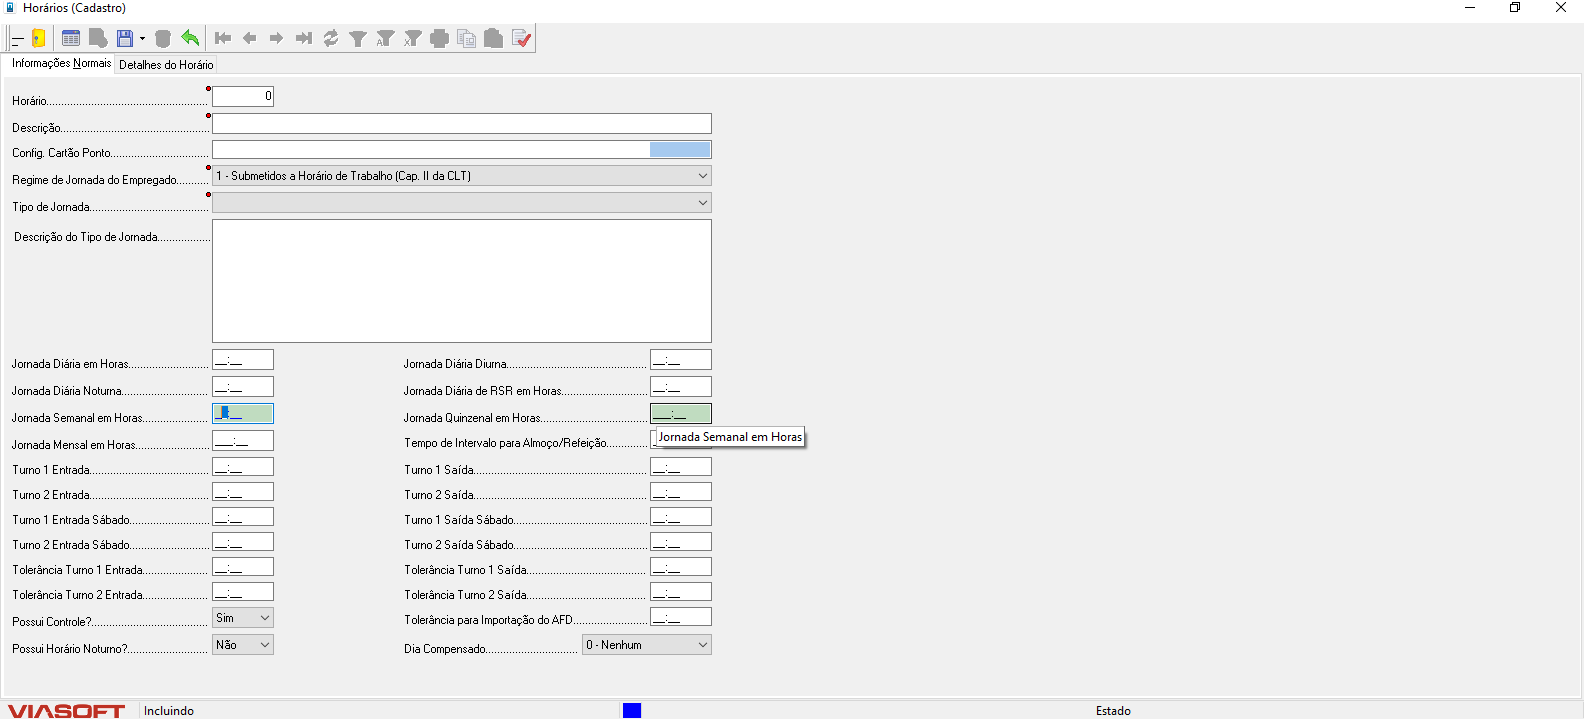 Horários (Cadastro)
Informações Normais Detalhes do Horário
Horário 0
Descrição
Config. Cartão Ponto
Regime de Jornada do Empregado 1 - Submetidos a Horário de Trabalho (Cap. II da CLT)
Tipo de Jornada
Descrição do Tipo de Jornada
Jornada Diária em Horas __:__ Jornada Diária Diurna __:__
Jornada Diária Noturna __:__ Jornada Diária de RSR em Horas __:__
Jornada Semanal em Horas __:__ Jornada Quinzenal em Horas ___:__
Jornada Mensal em Horas ___:__ Tempo de Intervalo para Almoço/Refeição
Jornada Semanal em Horas
Turno 1 Entrada __:__ Turno 1 Saída __:__
Turno 2 Entrada __:__ Turno 2 Saída __:__
Turno 1 Entrada Sábado __:__ Turno 1 Saída Sábado __:__
Turno 2 Entrada Sábado __:__ Turno 2 Saída Sábado __:__
Tolerância Turno 1 Entrada __:__ Tolerância Turno 1 Saída __:__
Tolerância Turno 2 Entrada __:__ Tolerância Turno 2 Saída __:__
Possui Controle? Sim Tolerância para Importação do AFD __:__
Possui Horário Noturno? Não Dia Compensado 0 - Nenhum
VIASOFT Incluindo Estado